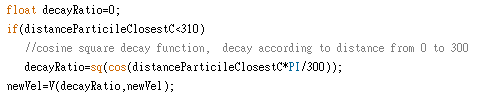 float decayRatio=0;
if(distanceParticileClosestC<310)
//cosine square decay function, decay according to distance from 0 to 300
decayRatio=sq(cos(distanceParticileClosestC*PI/300));
newVel=V(decayRatio,newVel);